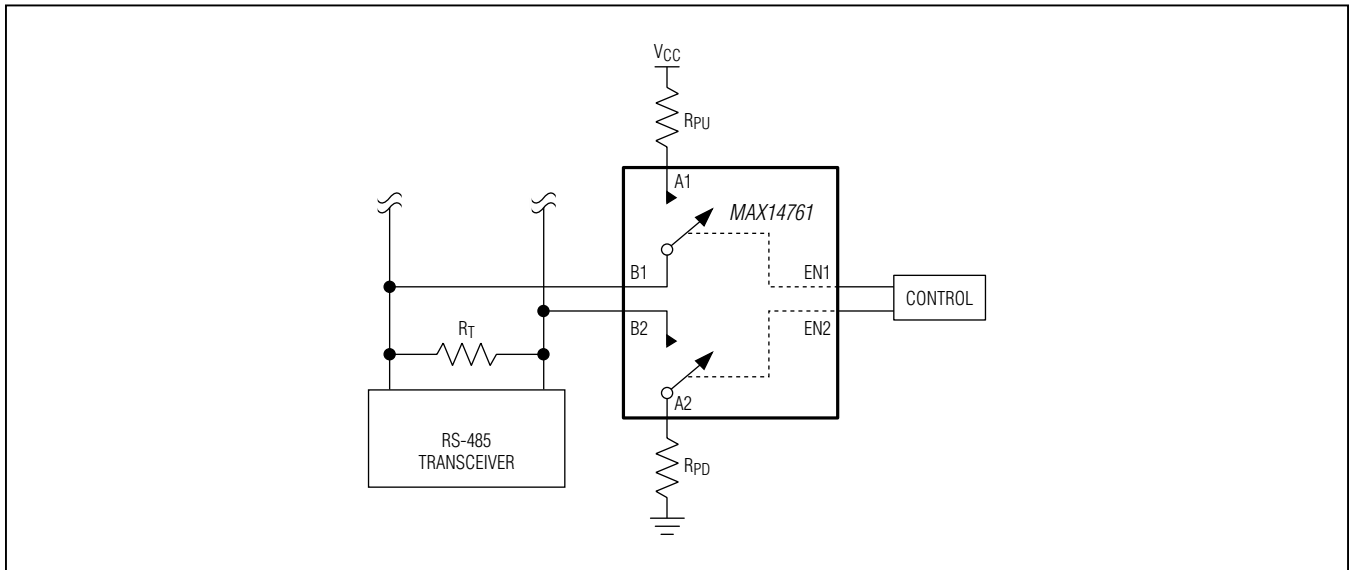 VCC
RPU
A1
MAX14761
B1
EN1
CONTROL
B2
EN2
RT
A2
RS-485
TRANSCEIVER
RPD